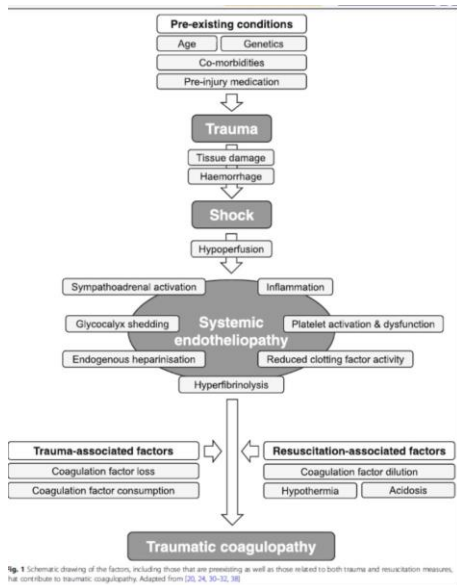 Pre-existing conditions
Age Genetics
Co-morbidities
Pre-injury medication
Trauma
Tissue damage
Haemorrhage
Shock
Hypoperfusion
Sympathoadrenal activation Inflammation
Glycocalyx shedding Systemic endotheliopathy Platelet activation & dysfunction
Endogenous heparinisation Reduced clotting factor activity
Hyperfibrinolysis
Trauma-associated factors Resuscitation-associated factors
Coagulation factor loss Coagulation factor dilution
Coagulation factor consumption Hypothermia Acidosis
Traumatic coagulopathy
Fig. 1 Schematic drawing of the factors, including those that are preexisting as well as those related to both trauma and resuscitation measures,
that contribute to traumatic coagulopathy. Adapted from [20, 24, 30–32, 38]